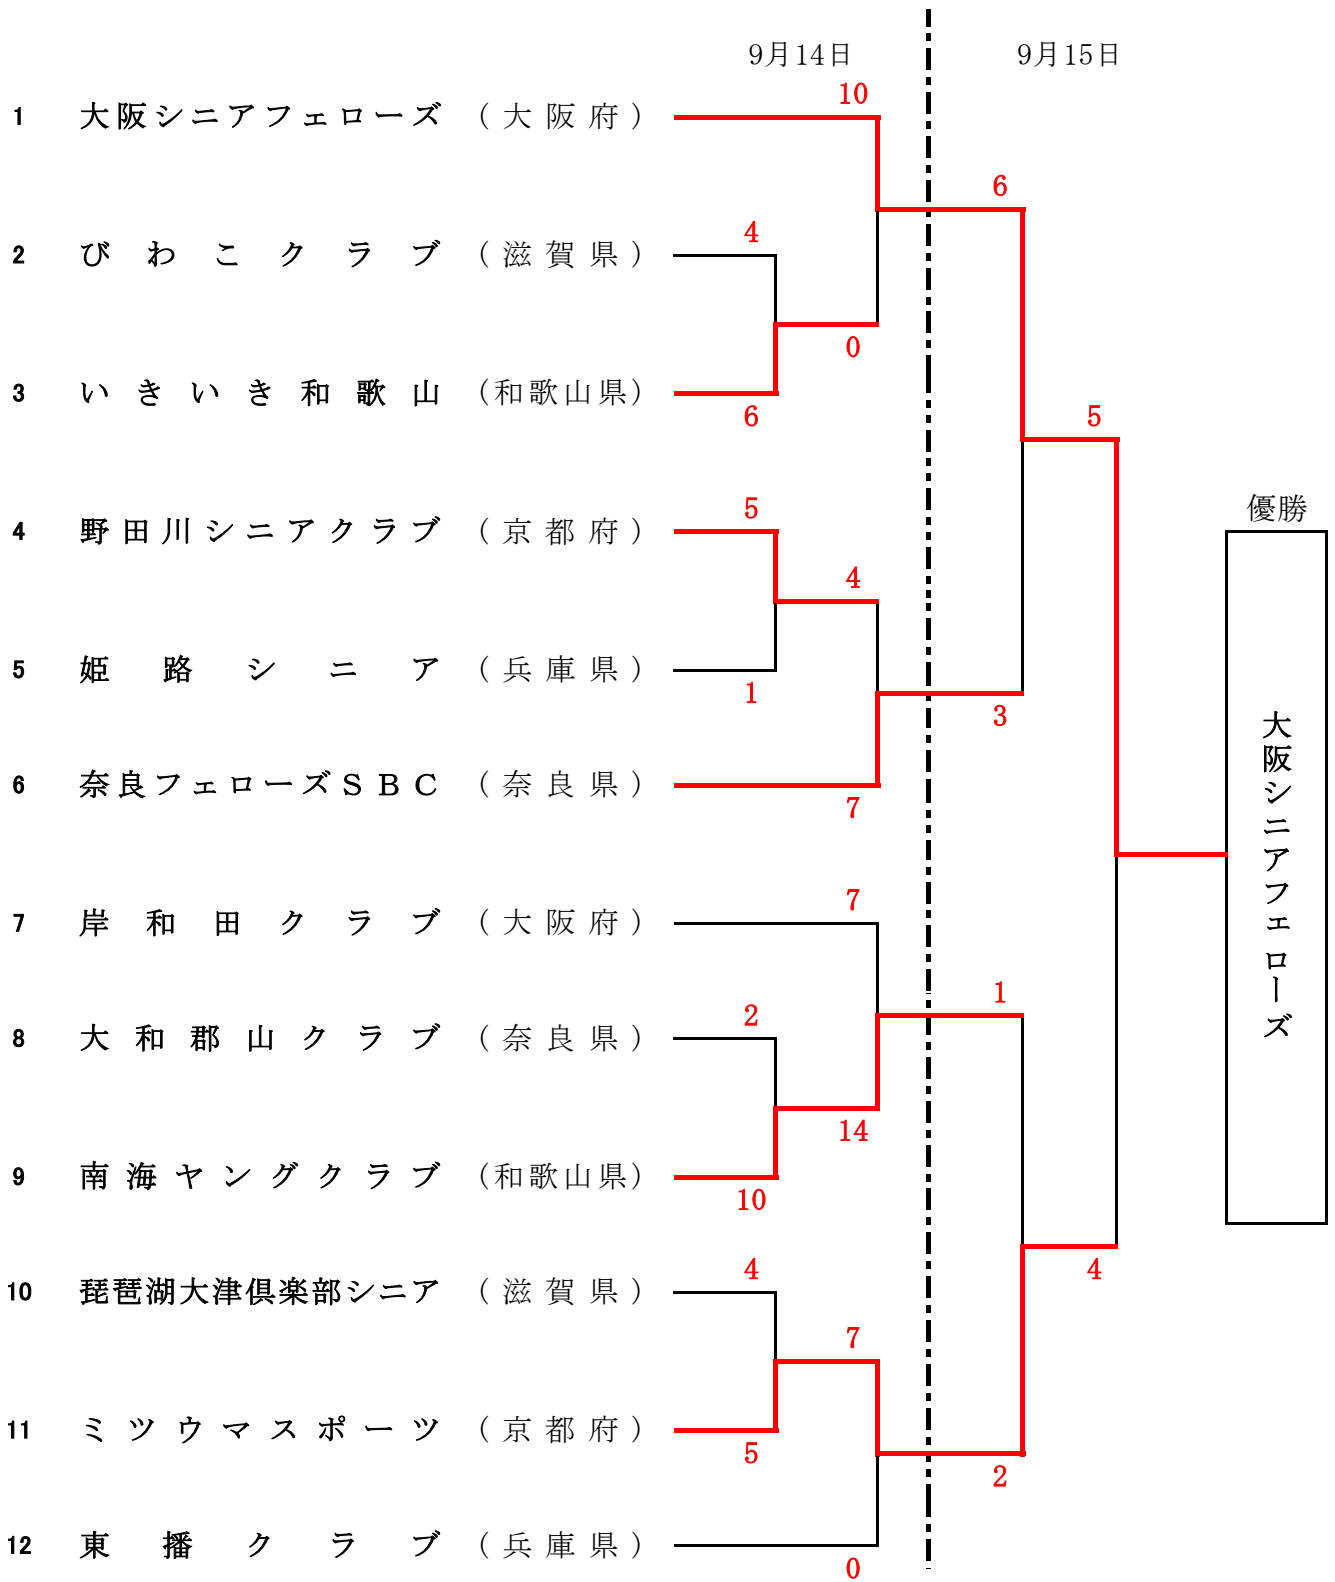 9月14日 9月15日
10
1 大阪シニアフェローズ (大阪府)
6
4
2 びわこクラブ (滋賀県)
0
3 いきいき和歌山 (和歌山県)
6 5
5 優勝
4 野田川シニアクラブ (京都府)
4
5 姫路シニア (兵庫県)
1
3
6 奈良フェローズSBC (奈良県)
7
大阪シニアフェローズ
7
7 岸和田クラブ (大阪府)
1
2
8 大和郡山クラブ (奈良県)
14
9 南海ヤングクラブ (和歌山県)
10
4 4
10 琵琶湖大津倶楽部シニア (滋賀県)
7
11 ミツウマスポーツ (京都府)
5
2
12 東播クラブ (兵庫県)
0